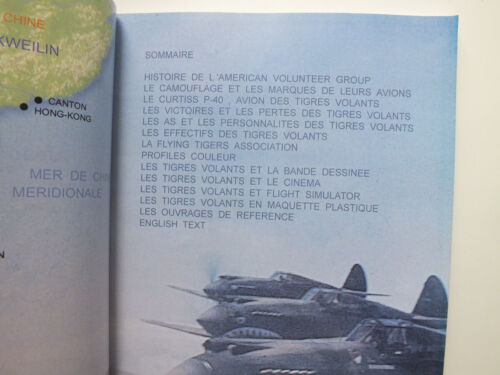 CHINE
KWEILIN
CANTON
HONG-KONG
MER DE
MERIDIONALE
SOMMAIRE
HISTOIRE DE L'AMERICAN VOLUNTEER GROUP
LE CAMOUFLAGE ET LES MARQUES DE LEURS AVIONS
LE CURTISS P-40 , AVION DES TIGRES VOLANTS
LES VICTOIRES ET LES PERTES DES TIGRES VOLANTS
LES AS ET LES PERSONNALITES DES TIGRES VOLANTS
LES EFFECTIFS DES TIGRES VOLANTS
LA FLYING TIGERS ASSOCIATION
PROFILES COULEUR
LES TIGRES VOLANTS ET LA BANDE DESSINEE
LES TIGRES VOLANTS ET LE CINEMA
LES TIGRES VOLANTS ET FLIGHT SIMULATOR
LES TIGRES VOLANTS EN MAQUETTE PLASTIQUE
LES OUVRAGES DE REFERENCE
ENGLISH TEXT